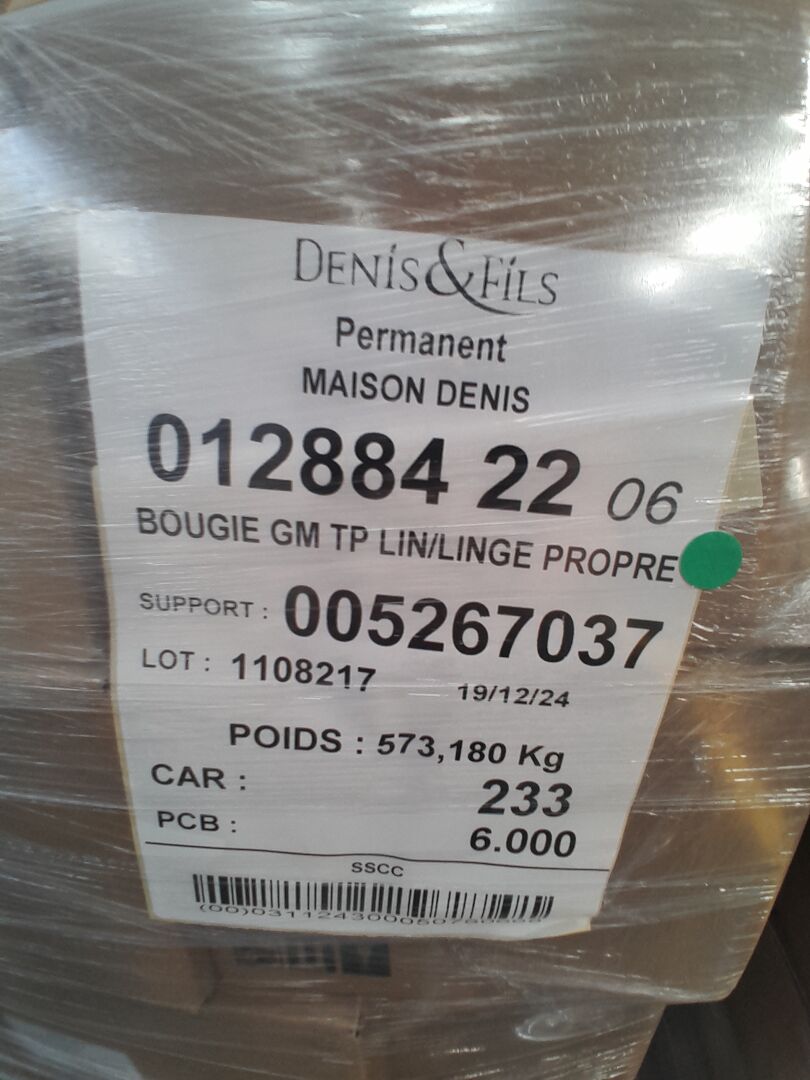 DENIS & FILS
Permanent
MAISON DENIS
012884 22 06
BOUGIE GM TP LIN/LINGE PROPRE
SUPPORT : 005267037
LOT : 1108217 19/12/24
POIDS : 573,180 Kg
CAR : 233
PCB : 6.000
SSCC